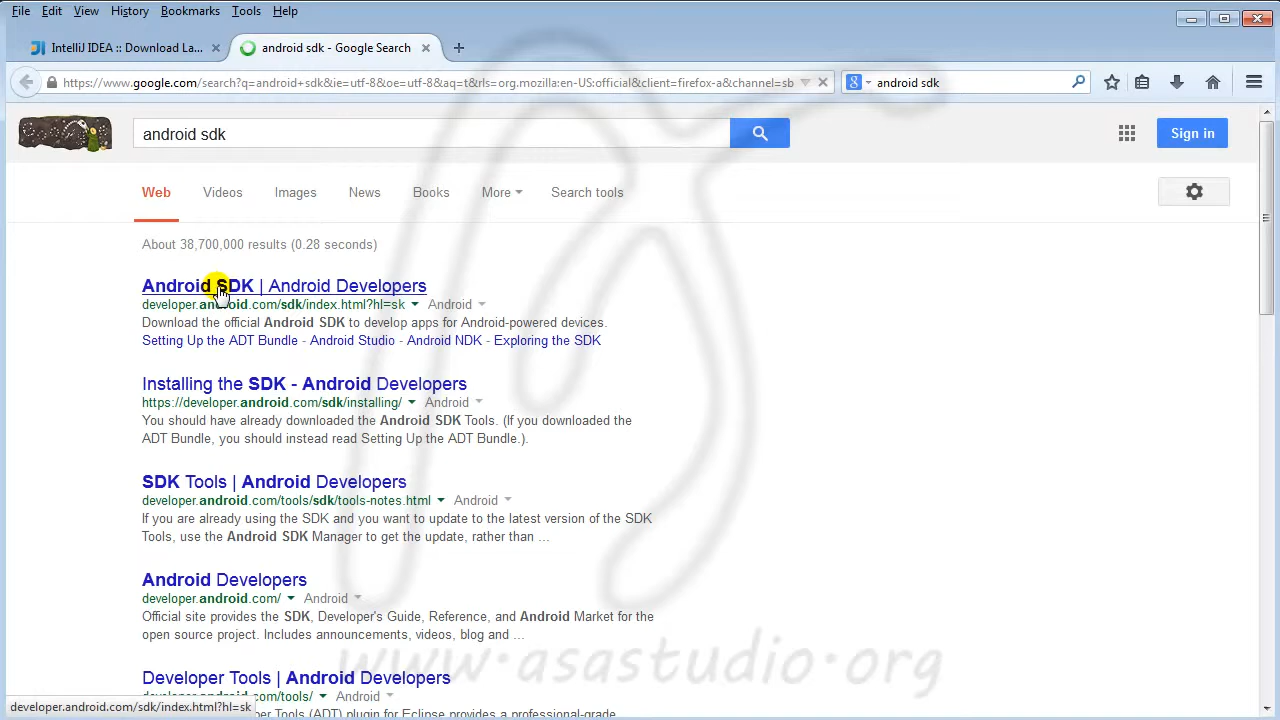 File Edit View History Bookmarks Tools Help
IntelliJ IDEA :: Download La...
android sdk - Google Search
https://www.google.com/search?q=android+sdk&ie=utf-8&oe=utf-8&aq=t&rls=org.mozilla:en-US:official&client=firefox-a&channel=sb
android sdk
android sdk
Sign in
Web Videos Images News Books More Search tools
About 38,700,000 results (0.28 seconds)
Android SDK | Android Developers
developer.android.com/sdk/index.html?hl=sk Android
Download the official Android SDK to develop apps for Android-powered devices.
Setting Up the ADT Bundle - Android Studio - Android NDK - Exploring the SDK
Installing the SDK - Android Developers
https://developer.android.com/sdk/installing/ Android
You should have already downloaded the Android SDK Tools. (If you downloaded the
ADT Bundle, you should instead read Setting Up the ADT Bundle.).
SDK Tools | Android Developers
developer.android.com/tools/sdk/tools-notes.html Android
If you are already using the SDK and you want to update to the latest version of the SDK
Tools, use the Android SDK Manager to get the update, rather than ...
Android Developers
developer.android.com/ Android
Official site provides the SDK, Developer's Guide, Reference, and Android Market for the
open source project. Includes announcements, videos, blog and ...
www.asastudio.org
Developer Tools | Android Developers
.com/tools/ Android
developer.android.com/sdk/index.html?hl=sk
per Tools (ADT) plugin for Eclipse provides a professional-grade